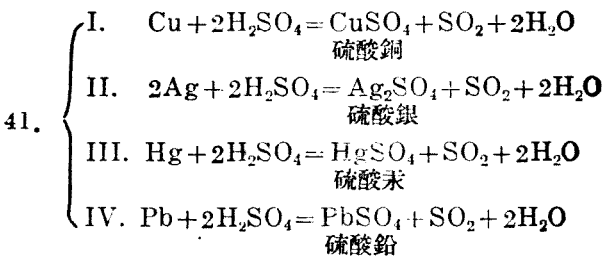 41.
I. Cu+2H₂SO₄=CuSO₄+SO₂+2H₂O
硫酸銅
II. 2Ag+2H₂SO₄=Ag₂SO₄+SO₂+2H₂O
硫酸銀
III. Hg+2H₂SO₄=HgSO₄+SO₂+2H₂O
硫酸汞
IV. Pb+2H₂SO₄=PbSO₄+SO₂+2H₂O
硫酸鉛